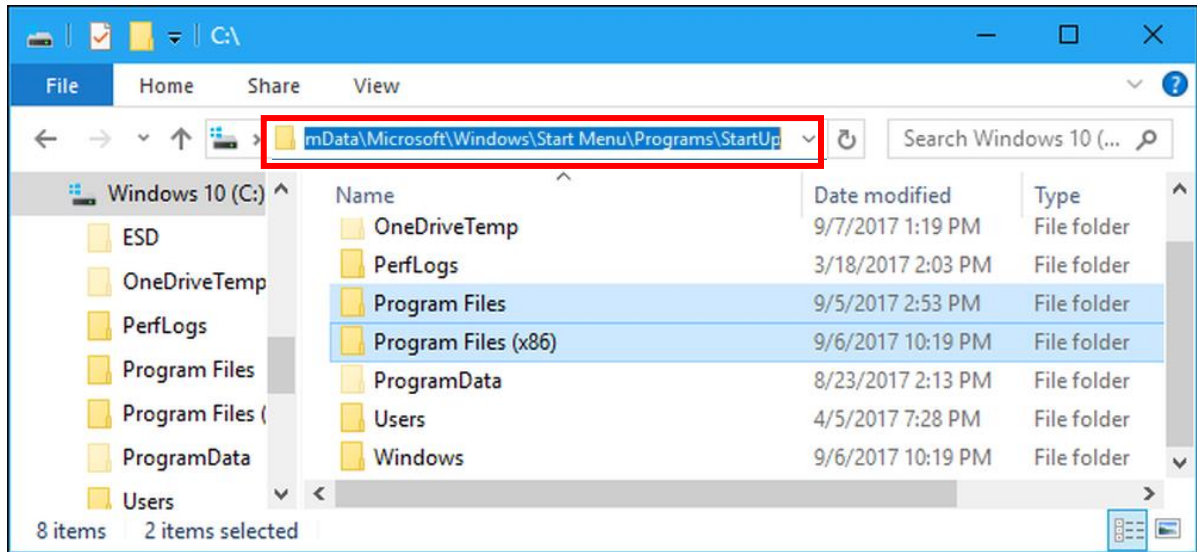 C:\
File Home Share View
mData\Microsoft\Windows\Start Menu\Programs\StartUp
Search Windows 10 (...
Windows 10 (C:)
ESD
OneDriveTemp
PerfLogs
Program Files
Program Files (
ProgramData
Users
Name Date modified Type
OneDriveTemp 9/7/2017 1:19 PM File folder
PerfLogs 3/18/2017 2:03 PM File folder
Program Files 9/5/2017 2:53 PM File folder
Program Files (x86) 9/6/2017 10:19 PM File folder
ProgramData 8/23/2017 2:13 PM File folder
Users 4/5/2017 7:28 PM File folder
Windows 9/6/2017 10:19 PM File folder
8 items 2 items selected